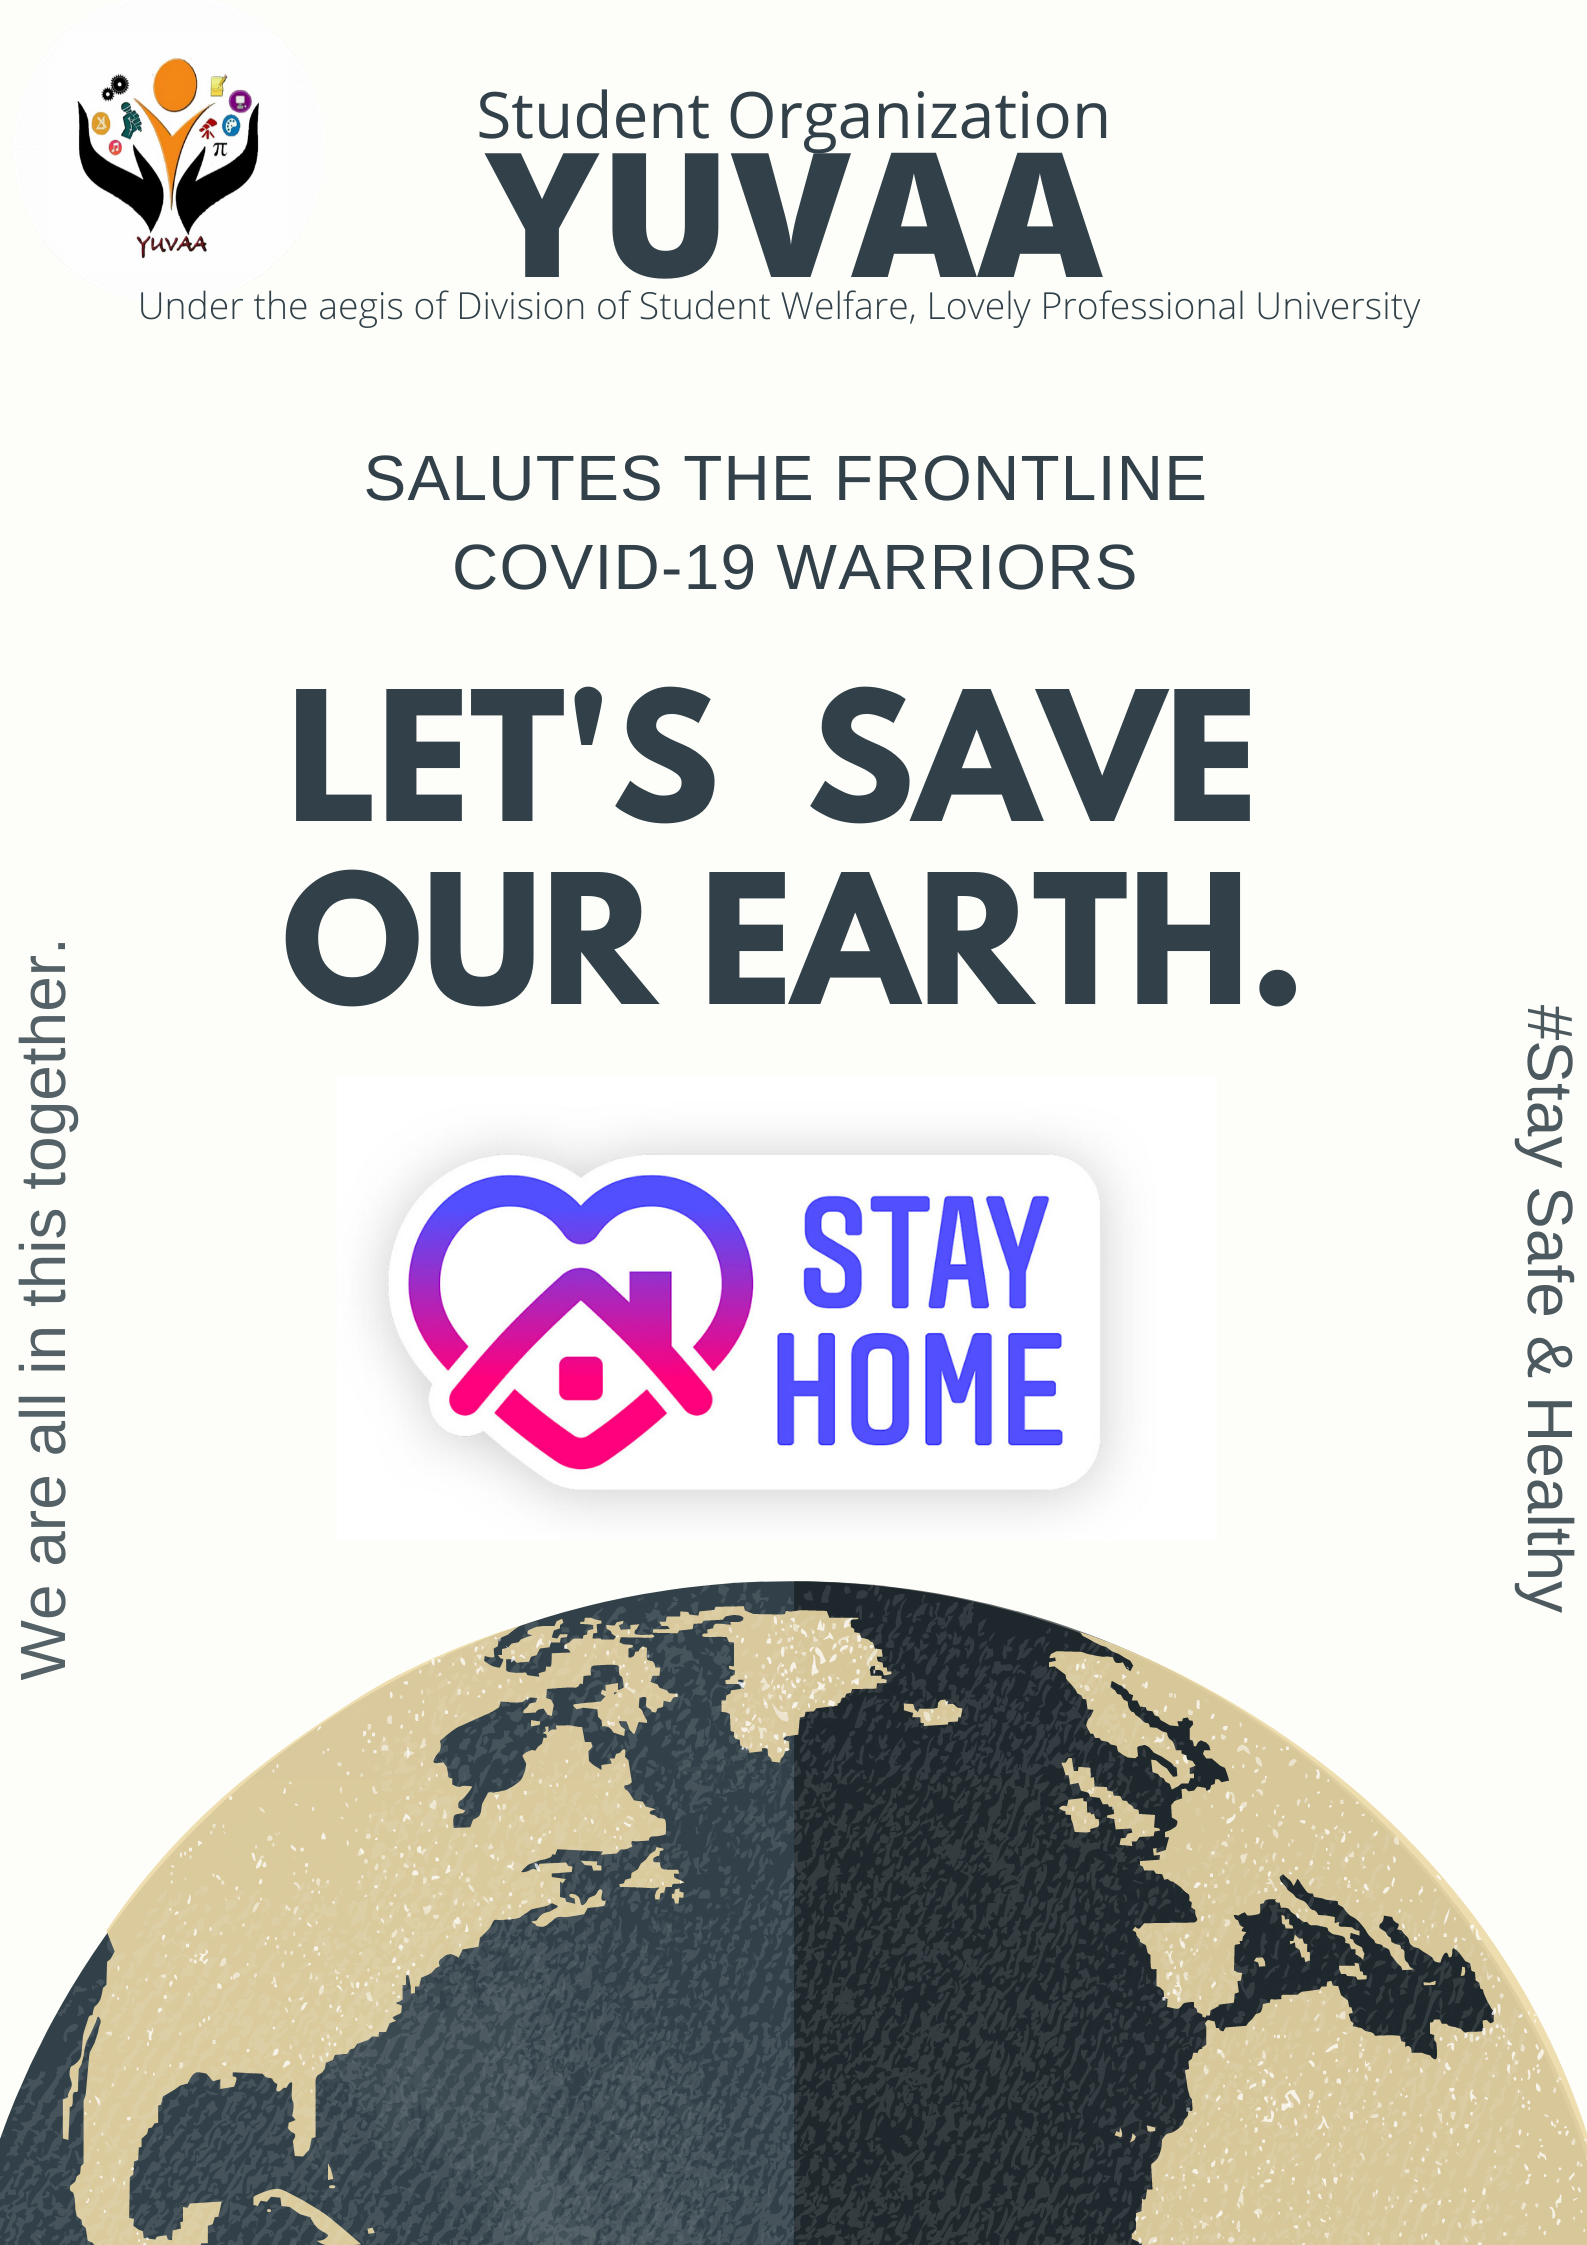 YUVAA
π
Student Organization
YUVAA
Under the aegis of Division of Student Welfare, Lovely Professional University
SALUTES THE FRONTLINE
COVID-19 WARRIORS
LET'S SAVE
OUR EARTH.
We are all in this together.
#Stay Safe & Healthy
STAY
HOME